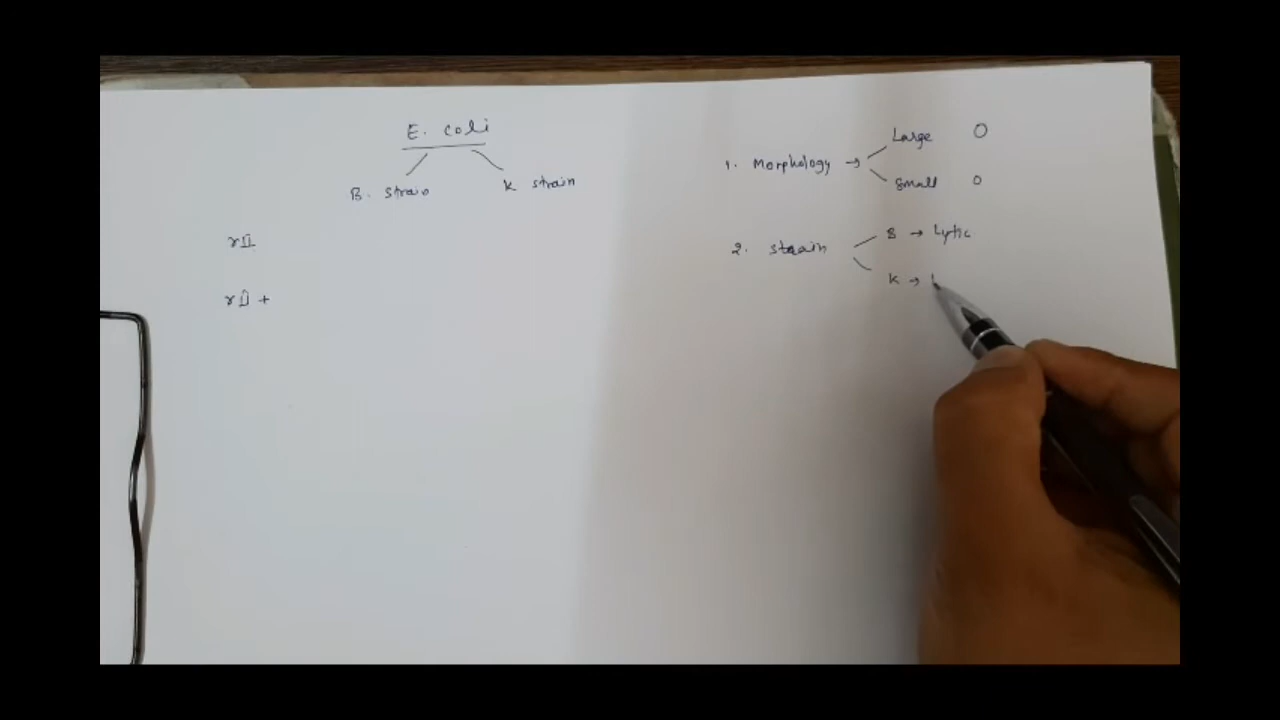 E. coli
B. strain
K strain
rII
rII +
1. Morphology → Large O
Small O
2. strain B → Lytic
K →